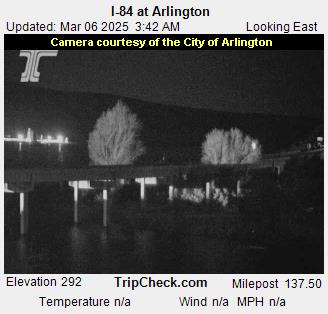 I-84 at Arlington
Updated: Mar 06 2025 3:42 AM Looking East
Camera courtesy of the City of Arlington
Elevation 292 TripCheck.com Milepost 137.50
Temperature n/a Wind n/a MPH n/a